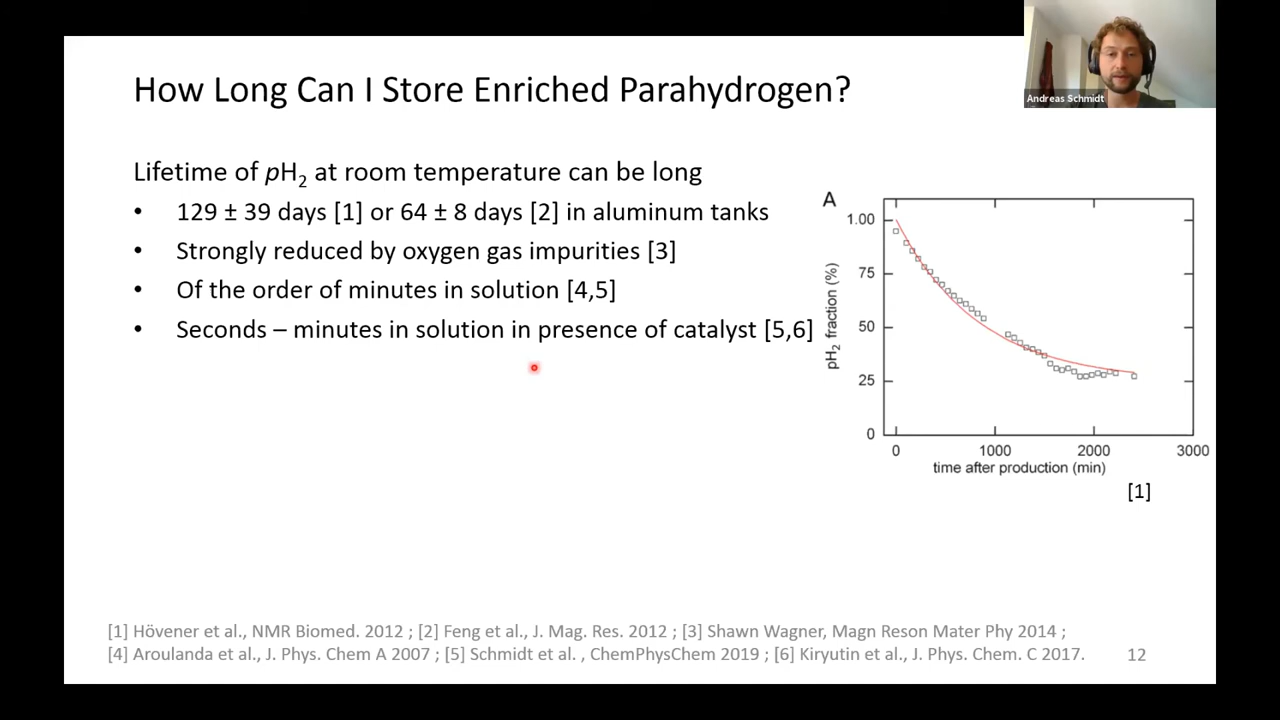 Andreas Schmidt
How Long Can I Store Enriched Parahydrogen?
Lifetime of pH2 at room temperature can be long
• 129 ± 39 days [1] or 64 ± 8 days [2] in aluminum tanks
• Strongly reduced by oxygen gas impurities [3]
• Of the order of minutes in solution [4,5]
• Seconds – minutes in solution in presence of catalyst [5,6]
A
pH2 fraction (%)
1.00
75
50
25
0
0 1000 2000 3000
time after production (min)
[1]
[1] Hövener et al., NMR Biomed. 2012 ; [2] Feng et al., J. Mag. Res. 2012 ; [3] Shawn Wagner, Magn Reson Mater Phy 2014 ;
[4] Aroulanda et al., J. Phys. Chem A 2007 ; [5] Schmidt et al. , ChemPhysChem 2019 ; [6] Kiryutin et al., J. Phys. Chem. C 2017.
12